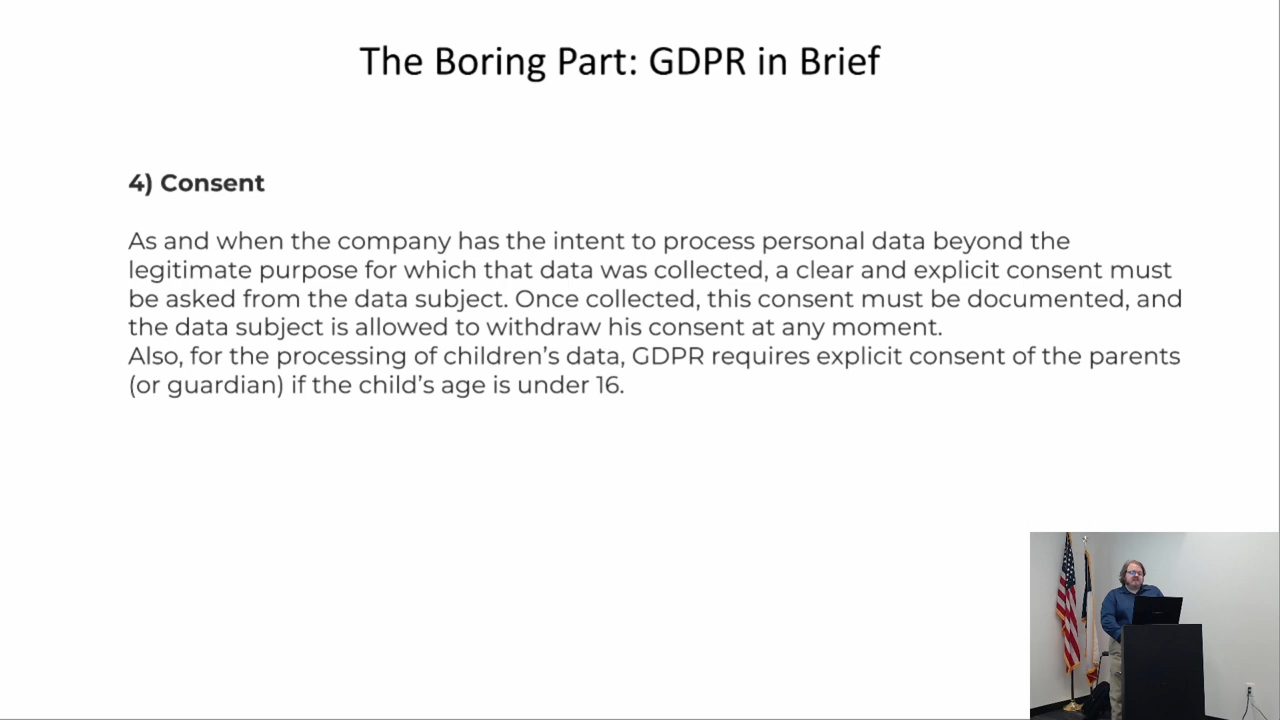 The Boring Part: GDPR in Brief
4) Consent
As and when the company has the intent to process personal data beyond the
legitimate purpose for which that data was collected, a clear and explicit consent must
be asked from the data subject. Once collected, this consent must be documented, and
the data subject is allowed to withdraw his consent at any moment.
Also, for the processing of children’s data, GDPR requires explicit consent of the parents
(or guardian) if the child’s age is under 16.